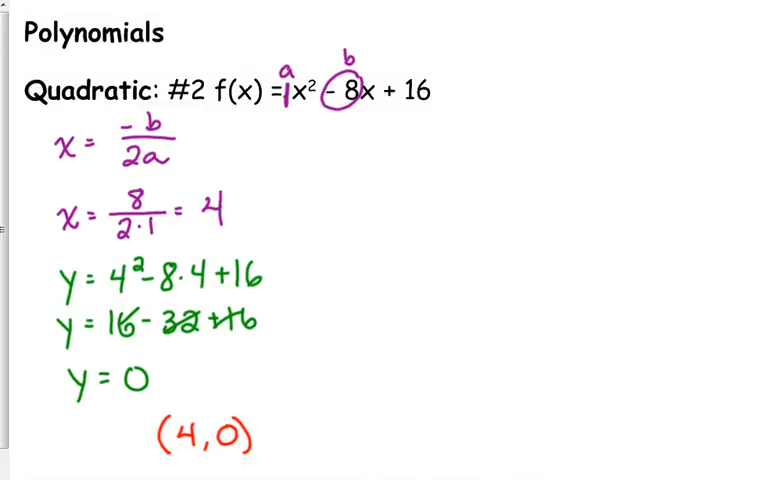 Polynomials
Quadratic: #2 f(x) = 1x² - 8x + 16
a b
x = -b/2a
x = 8/2·1 = 4
y = 4² - 8·4 + 16
y = 16 - 32 + 16
y = 0
(4, 0)